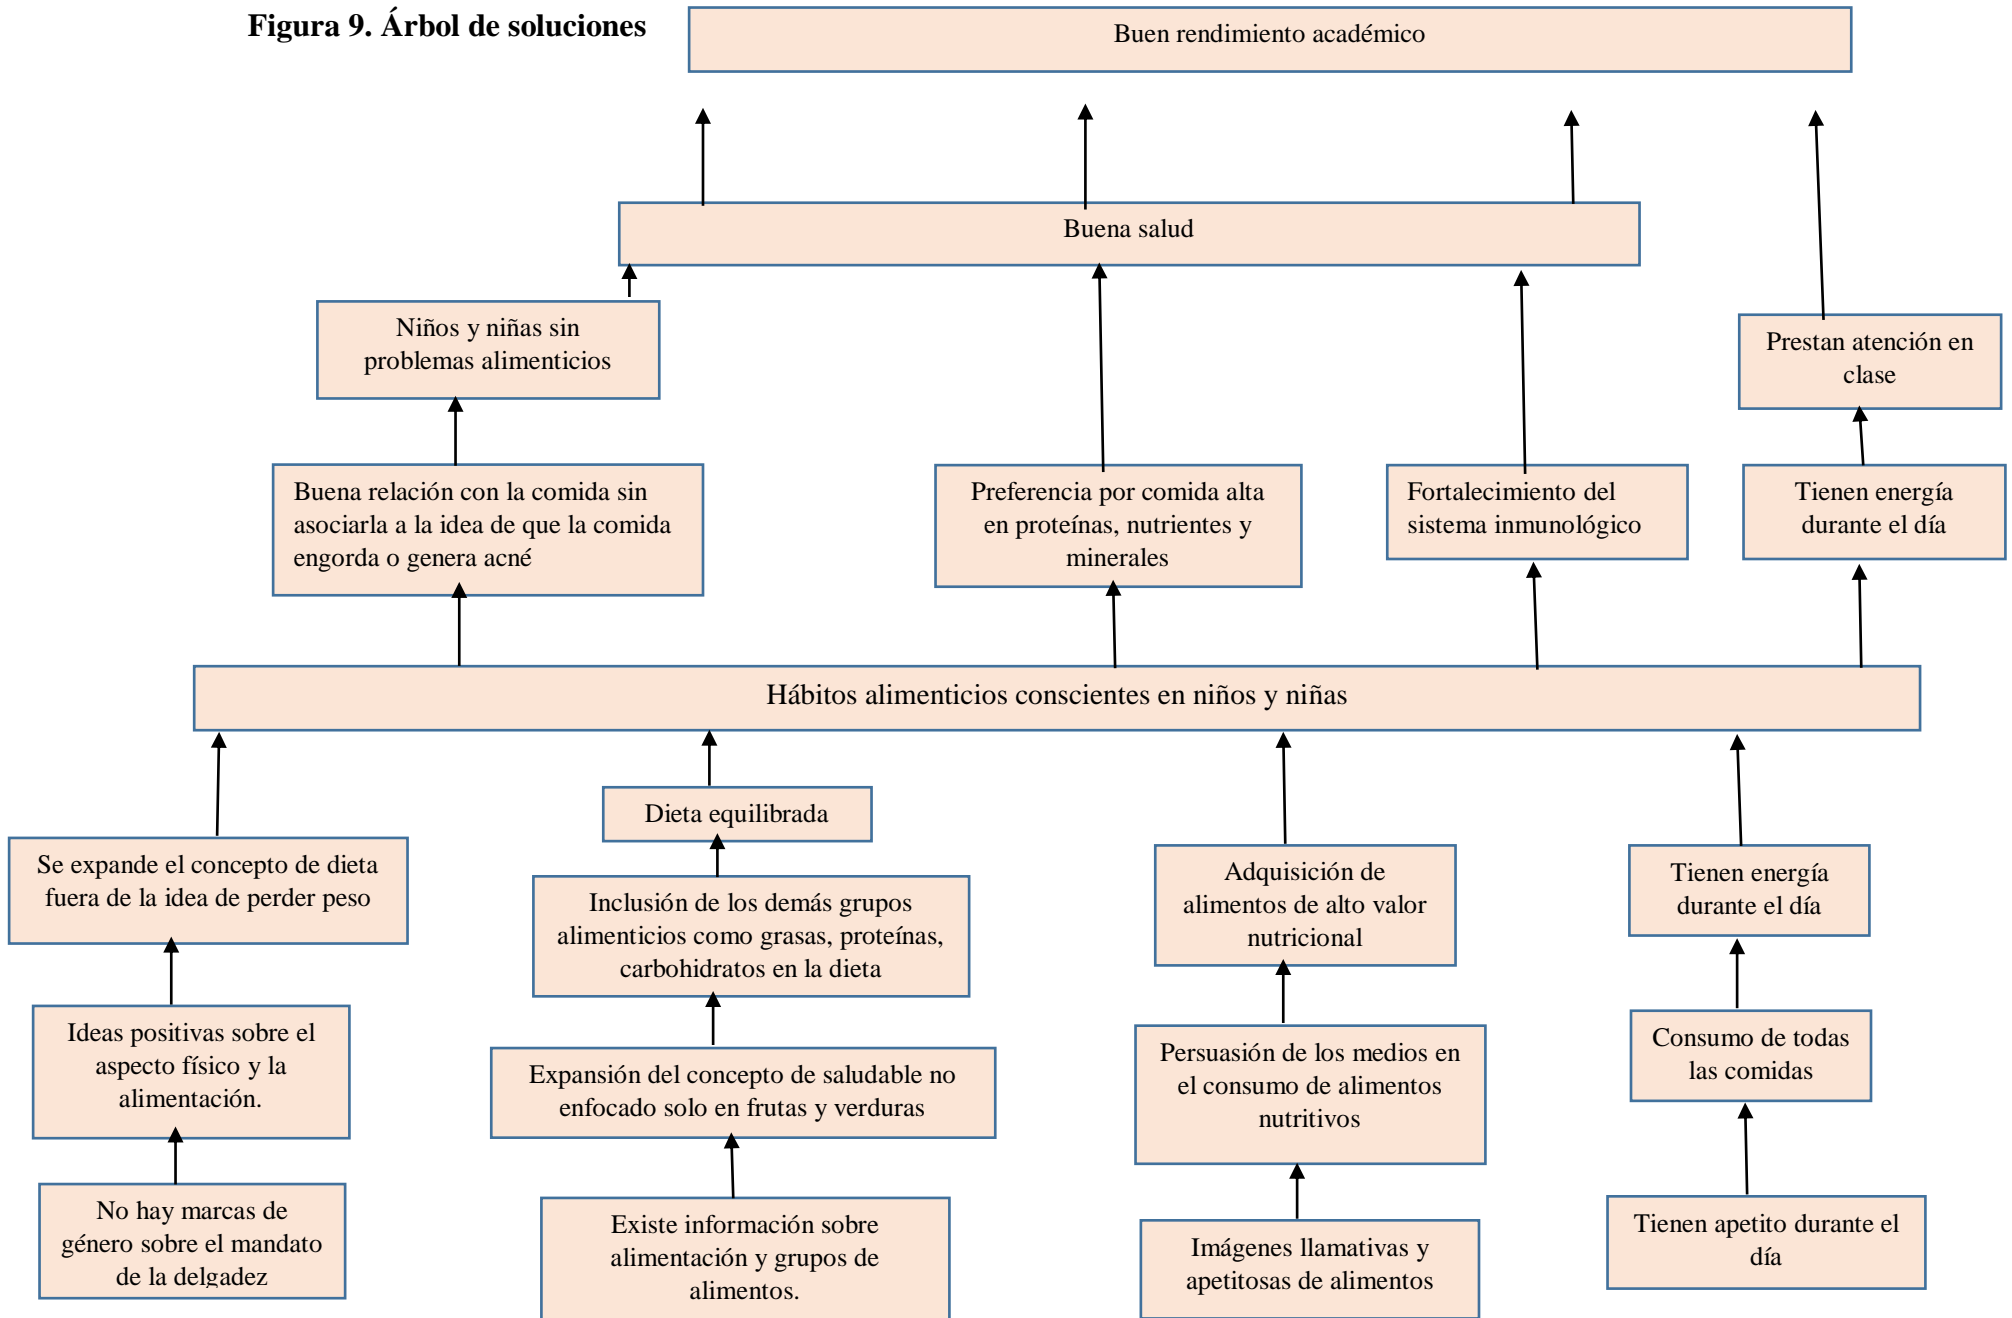 Figura 9. Árbol de soluciones
Buen rendimiento académico
Buena salud
Niños y niñas sin
problemas alimenticios
Prestan atención en
clase
Buena relación con la comida sin
asociarla a la idea de que la comida
engorda o genera acné
Preferencia por comida alta
en proteínas, nutrientes y
minerales
Fortalecimiento del
sistema inmunológico
Tienen energía
durante el día
Hábitos alimenticios conscientes en niños y niñas
Se expande el concepto de dieta
fuera de la idea de perder peso
Dieta equilibrada
Inclusión de los demás grupos
alimenticios como grasas, proteínas,
carbohidratos en la dieta
Adquisición de
alimentos de alto valor
nutricional
Tienen energía
durante el día
Ideas positivas sobre el
aspecto físico y la
alimentación.
Expansión del concepto de saludable no
enfocado solo en frutas y verduras
Persuasión de los medios en
el consumo de alimentos
nutritivos
Consumo de todas
las comidas
No hay marcas de
género sobre el mandato
de la delgadez
Existe información sobre
alimentación y grupos de
alimentos.
Imágenes llamativas y
apetitosas de alimentos
Tienen apetito durante el
día